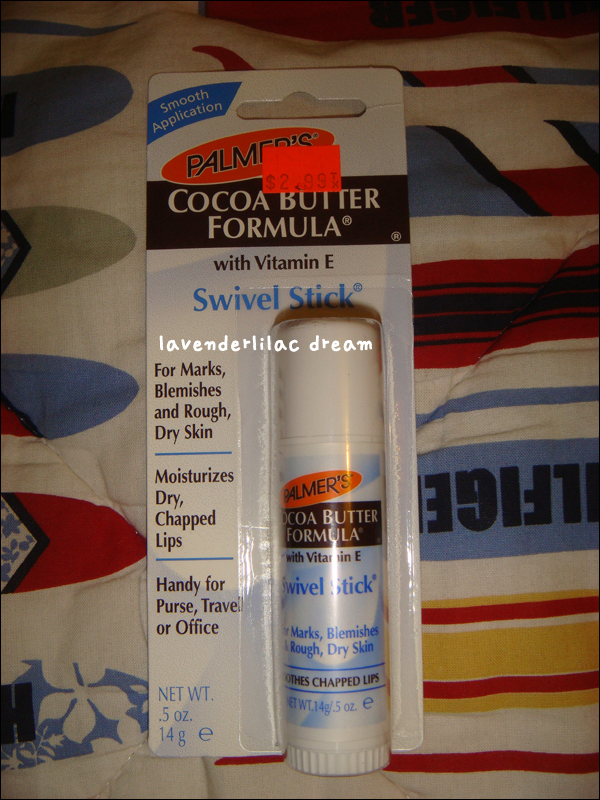 HILFIGER
Smooth
Application
PALMER'S®
$2.99
COCOA BUTTER
FORMULA®
®
with Vitamin E
Swivel Stick®
lavenderlilac dream
For Marks,
Blemishes
and Rough,
Dry Skin
Moisturizes
Dry,
Chapped
Lips
Handy for
Purse, Travel
or Office
NET WT.
.5 oz.
14 g e
PALMER'S®
COCOA BUTTER
FORMULA®
with Vitamin E
Swivel Stick®
For Marks, Blemishes
& Rough, Dry Skin
SOOTHES CHAPPED LIPS
NET WT. 14g/.5 oz. e
HILFIGER
H